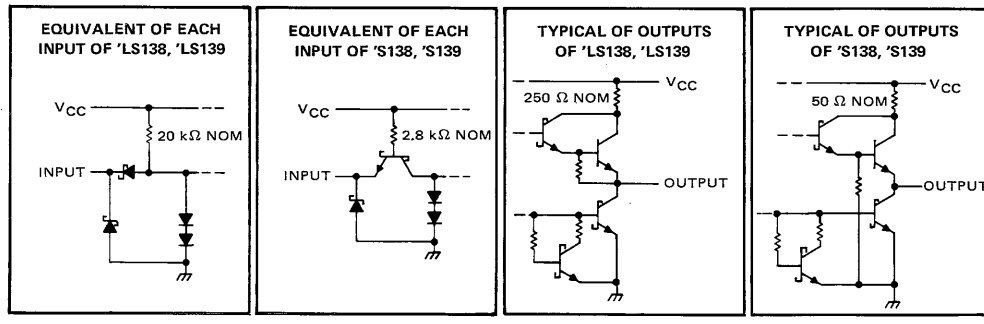 EQUIVALENT OF EACH
INPUT OF 'LS138, 'LS139
VCC
20 kΩ NOM
INPUT
EQUIVALENT OF EACH
INPUT OF 'S138, 'S139
VCC
2.8 kΩ NOM
INPUT
TYPICAL OF OUTPUTS
OF 'LS138, 'LS139
VCC
250 Ω NOM
OUTPUT
TYPICAL OF OUTPUTS
OF 'S138, 'S139
VCC
50 Ω NOM
OUTPUT